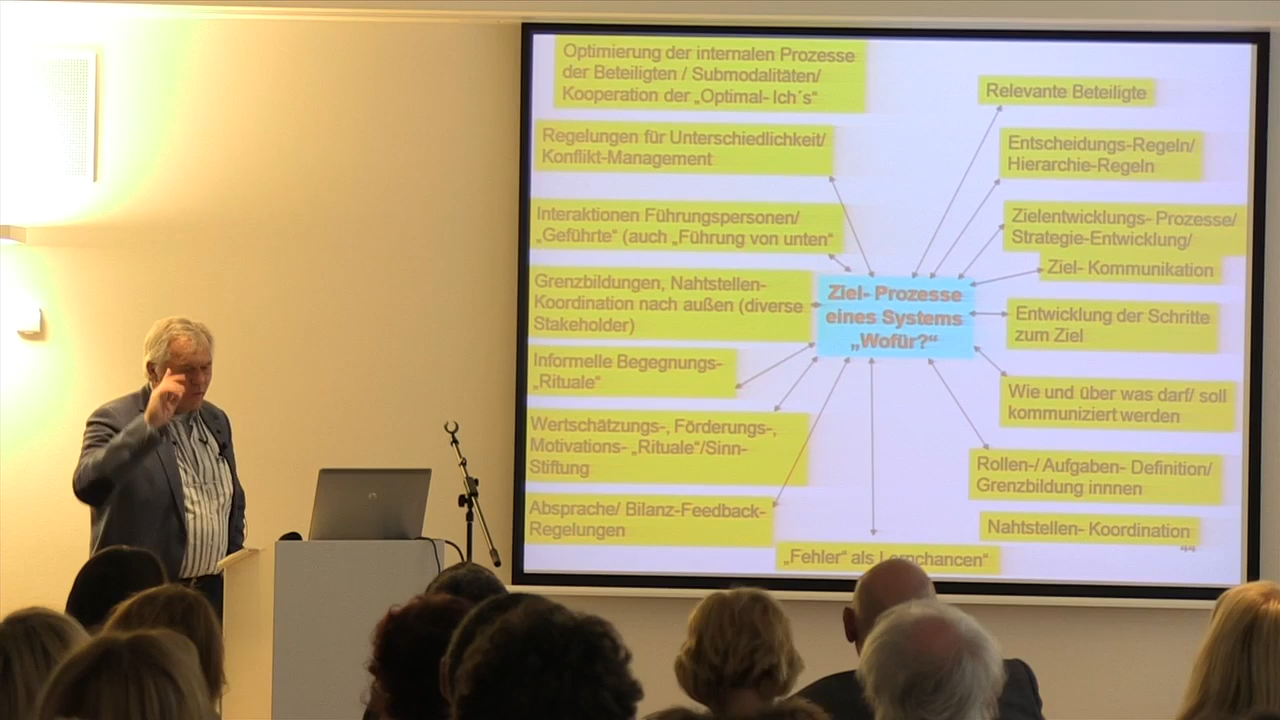 Optimierung der internalen Prozesse
der Beteiligten / Submodalitäten/
Kooperation der „Optimal- Ich´s“
Regelungen für Unterschiedlichkeit/
Konflikt-Management
Interaktionen Führungspersonen/
„Geführte“ (auch „Führung von unten“
Grenzbildungen, Nahtstellen-
Koordination nach außen (diverse
Stakeholder)
Informelle Begegnungs-
„Rituale“
Wertschätzungs-, Förderungs-,
Motivations- „Rituale“/Sinn-
Stiftung
Absprache/ Bilanz-Feedback-
Regelungen
„Fehler“ als Lernchancen“
Ziel- Prozesse
eines Systems
„Wofür?“
Relevante Beteiligte
Entscheidungs-Regeln/
Hierarchie-Regeln
Zielentwicklungs- Prozesse/
Strategie-Entwicklung/
Ziel- Kommunikation
Entwicklung der Schritte
zum Ziel
Wie und über was darf/ soll
kommuniziert werden
Rollen-/ Aufgaben- Definition/
Grenzbildung innnen
Nahtstellen- Koordination
44